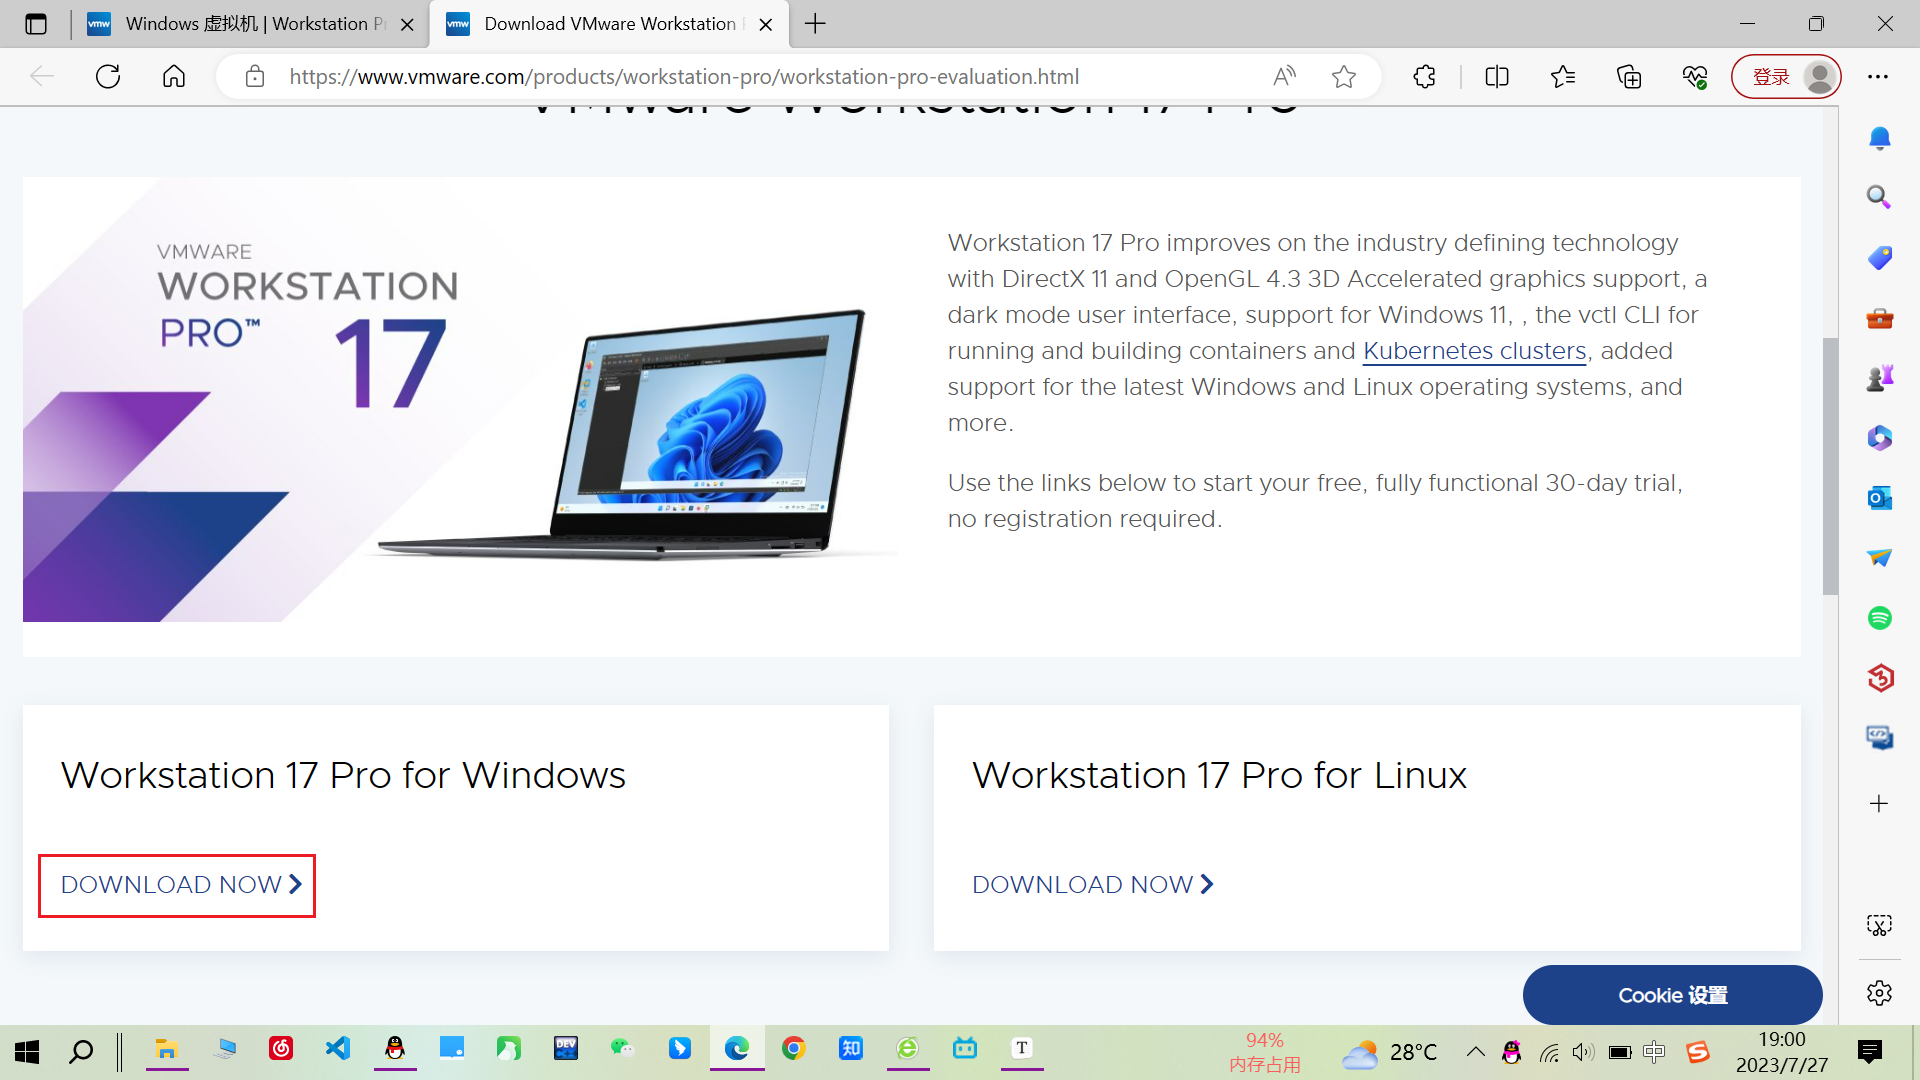 Windows 虚拟机 | Workstation Pr
Download VMware Workstation
https://www.vmware.com/products/workstation-pro/workstation-pro-evaluation.html
登录
VMware Workstation 17 Pro
VMWARE
WORKSTATION
PRO™
17
Workstation 17 Pro improves on the industry defining technology
with DirectX 11 and OpenGL 4.3 3D Accelerated graphics support, a
dark mode user interface, support for Windows 11, , the vctl CLI for
running and building containers and Kubernetes clusters, added
support for the latest Windows and Linux operating systems, and
more.
Use the links below to start your free, fully functional 30-day trial,
no registration required.
Workstation 17 Pro for Windows
DOWNLOAD NOW
Workstation 17 Pro for Linux
DOWNLOAD NOW
Cookie 设置
94%
内存占用
28°C
中
19:00
2023/7/27